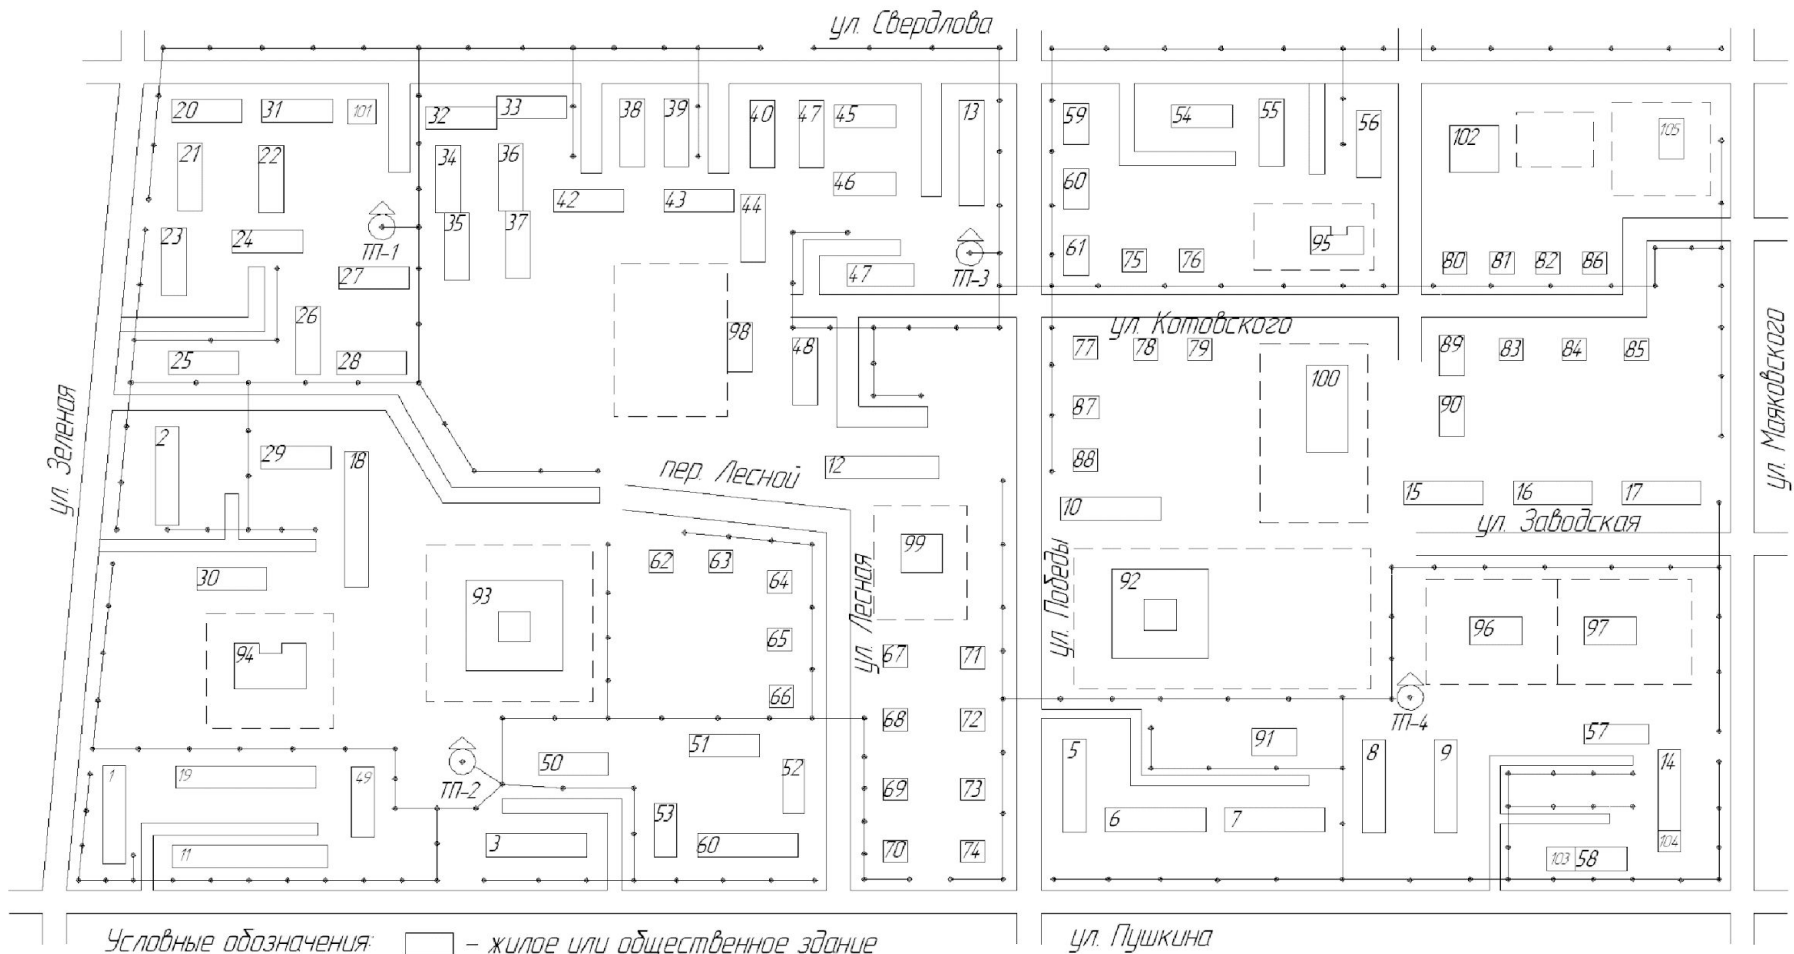 ул. Свердлова
20 31 101 32 33 38 39 40 47 45 13 59 54 55 56 102 105
21 22 34 36 42 43 44 46 60
23 24 ТП-1 35 37 47 ТП-3 61 75 76 95 80 81 82 86
27
26 98 48 ул. Котовского
25 28 77 78 79 89 83 84 85
100
ул. Зеленая
ул. Маяковского
2 29 18 87 90
пер. Лесной 12 88
10 15 16 17
ул. Заводская
62 63 99
30 93 64 92
ул. Лесная
ул. Победы
94 65 67 71 96 97
66 68 72 ТП-4
50 51 5 91 8 9 57
1 19 49 ТП-2 52 69 73 14
53 6 7
11 3 60 70 74 103 58 104
Условные обозначения: - жилое или общественное здание
ул. Пушкина